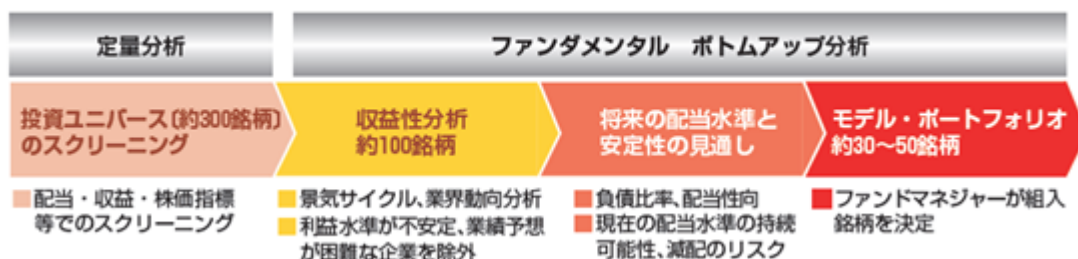 定量分析
ファンダメンタル ボトムアップ分析
投資ユニバース(約300銘柄)
のスクリーニング
収益性分析
約100銘柄
将来の配当水準と
安定性の見通し
モデル・ポートフォリオ
約30~50銘柄
配当・収益・株価指標
等でのスクリーニング
景気サイクル、業界動向分析
利益水準が不安定、業績予想
が困難な企業を除外
負債比率、配当性向
現在の配当水準の持続
可能性、減配のリスク
ファンドマネジャーが組入
銘柄を決定